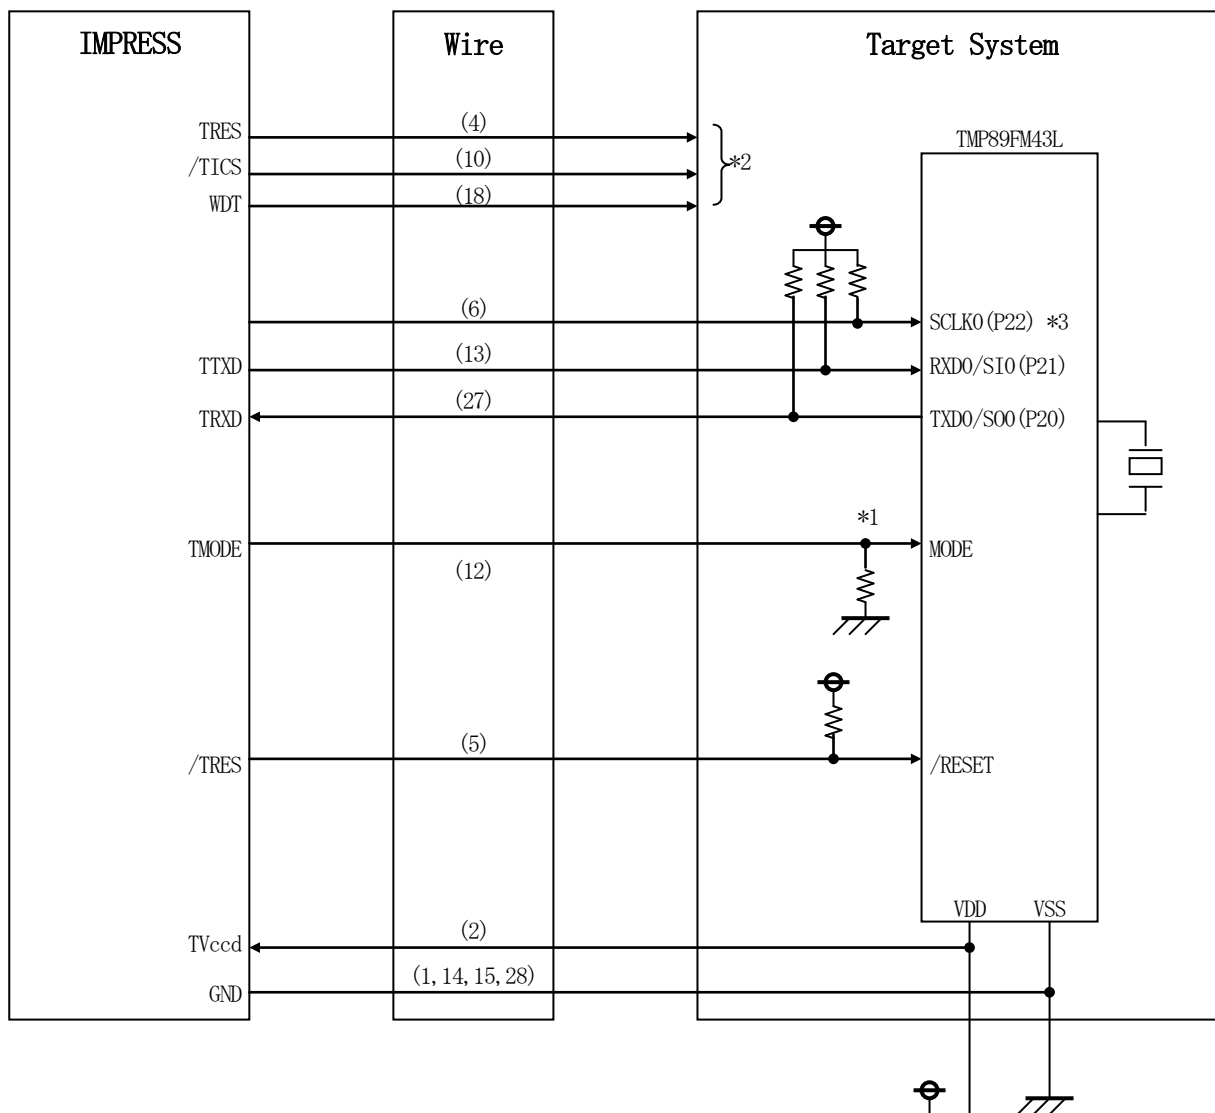 IMPRESS
Wire
Target System
TRES
(4)
/TICS
(10)
*2
WDT
(18)
TMP89FM43L
(6)
SCLK0(P22) *3
TTXD
(13)
RXD0/SI0(P21)
TRXD
(27)
TXD0/SO0(P20)
*1
TMODE
(12)
MODE
/TRES
(5)
/RESET
VDD
VSS
TVccd
(2)
GND
(1,14,15,28)